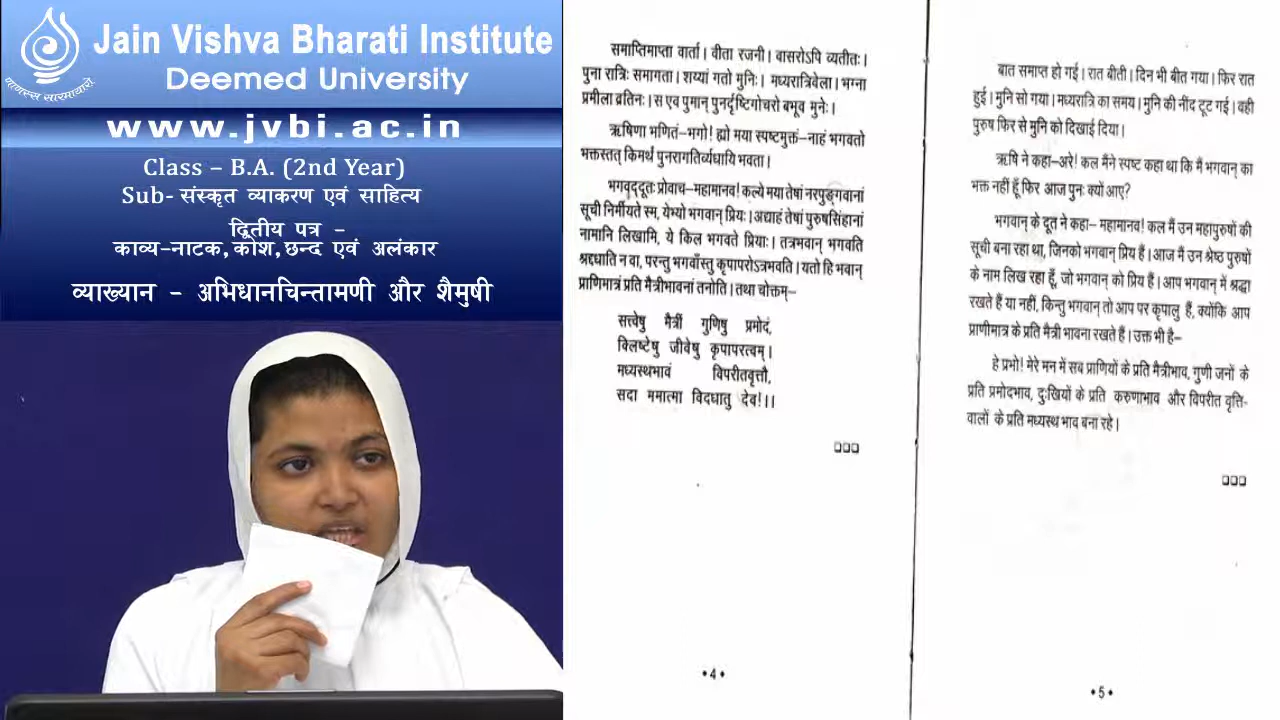 Jain Vishva Bharati Institute
Deemed University
णाणस्स सारमायारो
www.jvbi.ac.in
Class – B.A. (2nd Year)
Sub- संस्कृत व्याकरण एवं साहित्य
द्वितीय पत्र -
काव्य-नाटक, कोश, छन्द एवं अलंकार
व्याख्यान - अभिधानचिन्तामणी और शैमुषी
समाप्तिमाप्ता वार्ता। वीता रजनी। वासरोऽपि व्यतीतः।
पुना रात्रिः समागता। शय्यां गतो मुनिः। मध्यरात्रिवेला। भग्ना
प्रमीला व्रतिनः। स एव पुमान् पुनर्दृष्टिगोचरो बभूव मुनेः।
ऋषिणा भणितं-भगो! ह्यो मया स्पष्टमुक्तं-नाहं भगवतो
भक्तस्तत् किमर्थं पुनरागतिर्व्यधायि भवता।
भगवद्दूतः प्रोवाच-महामानव! कल्ये मया तेषां नरपुङ्गवानां
सूची निर्मीयते स्म, येभ्यो भगवान् प्रियः। अद्याहं तेषां पुरुषसिंहानां
नामानि लिखामि, ये किल भगवते प्रियाः। तत्रभवान् भगवति
श्रद्दधाति न वा, परन्तु भगवाँस्तु कृपापरोऽत्रभवति। यतो हि भवान्
प्राणिमात्रं प्रति मैत्रीभावनां तनोति। तथा चोक्तम्-
सत्त्वेषु मैत्रीं गुणिषु प्रमोदं,
क्लिष्टेषु जीवेषु कृपापरत्वम्।
मध्यस्थभावं विपरीतवृत्तौ,
सदा ममात्मा विदधातु देव!।।
•4•
बात समाप्त हो गई। रात बीती। दिन भी बीत गया। फिर रात
हुई। मुनि सो गया। मध्यरात्रि का समय। मुनि की नींद टूट गई। वही
पुरुष फिर से मुनि को दिखाई दिया।
ऋषि ने कहा-अरे! कल मैंने स्पष्ट कहा था कि मैं भगवान् का
भक्त नहीं हूँ फिर आज पुनः क्यों आए?
भगवान् के दूत ने कहा- महामानव! कल मैं उन महापुरुषों की
सूची बना रहा था, जिनको भगवान् प्रिय हैं। आज मैं उन श्रेष्ठ पुरुषों
के नाम लिख रहा हूँ, जो भगवान् को प्रिय हैं। आप भगवान् में श्रद्धा
रखते हैं या नहीं, किन्तु भगवान् तो आप पर कृपालु हैं, क्योंकि आप
प्राणीमात्र के प्रति मैत्री भावना रखते हैं। उक्त भी है-
हे प्रभो! मेरे मन में सब प्राणियों के प्रति मैत्रीभाव, गुणी जनों के
प्रति प्रमोदभाव, दुःखियों के प्रति करुणाभाव और विपरीत वृत्ति-
वालों के प्रति मध्यस्थ भाव बना रहे।
•5•